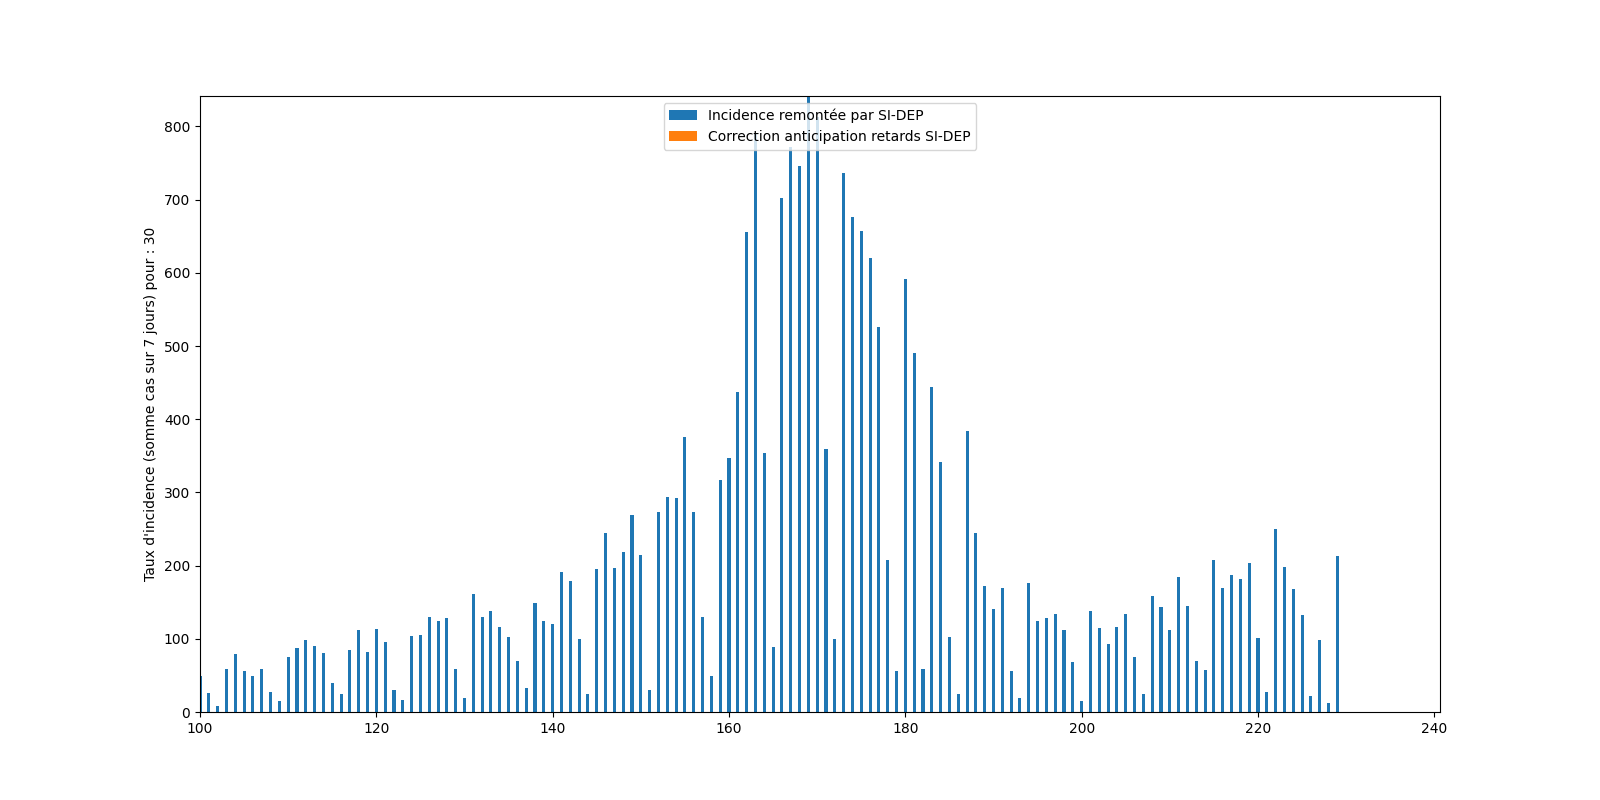 Incidence remontée par SI-DEP
Correction anticipation retards SI-DEP
Taux d'incidence (somme cas sur 7 jours) pour : 30
800
700
600
500
400
300
200
100
0
100 120 140 160 180 200 220 240